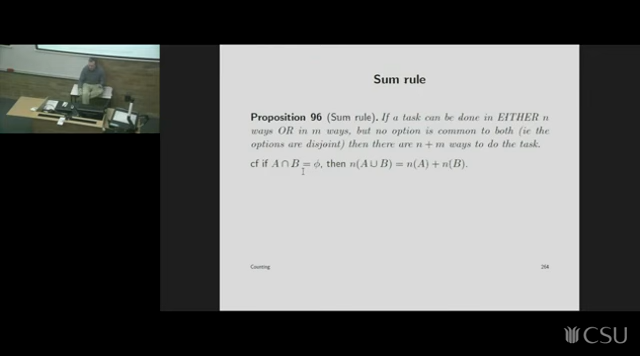 Sum rule
Proposition 96 (Sum rule). If a task can be done in EITHER n
ways OR in m ways, but no option is common to both (ie the
options are disjoint) then there are n + m ways to do the task.
cf if A ∩ B = ϕ, then n(A ∪ B) = n(A) + n(B).
Counting
284
CSU